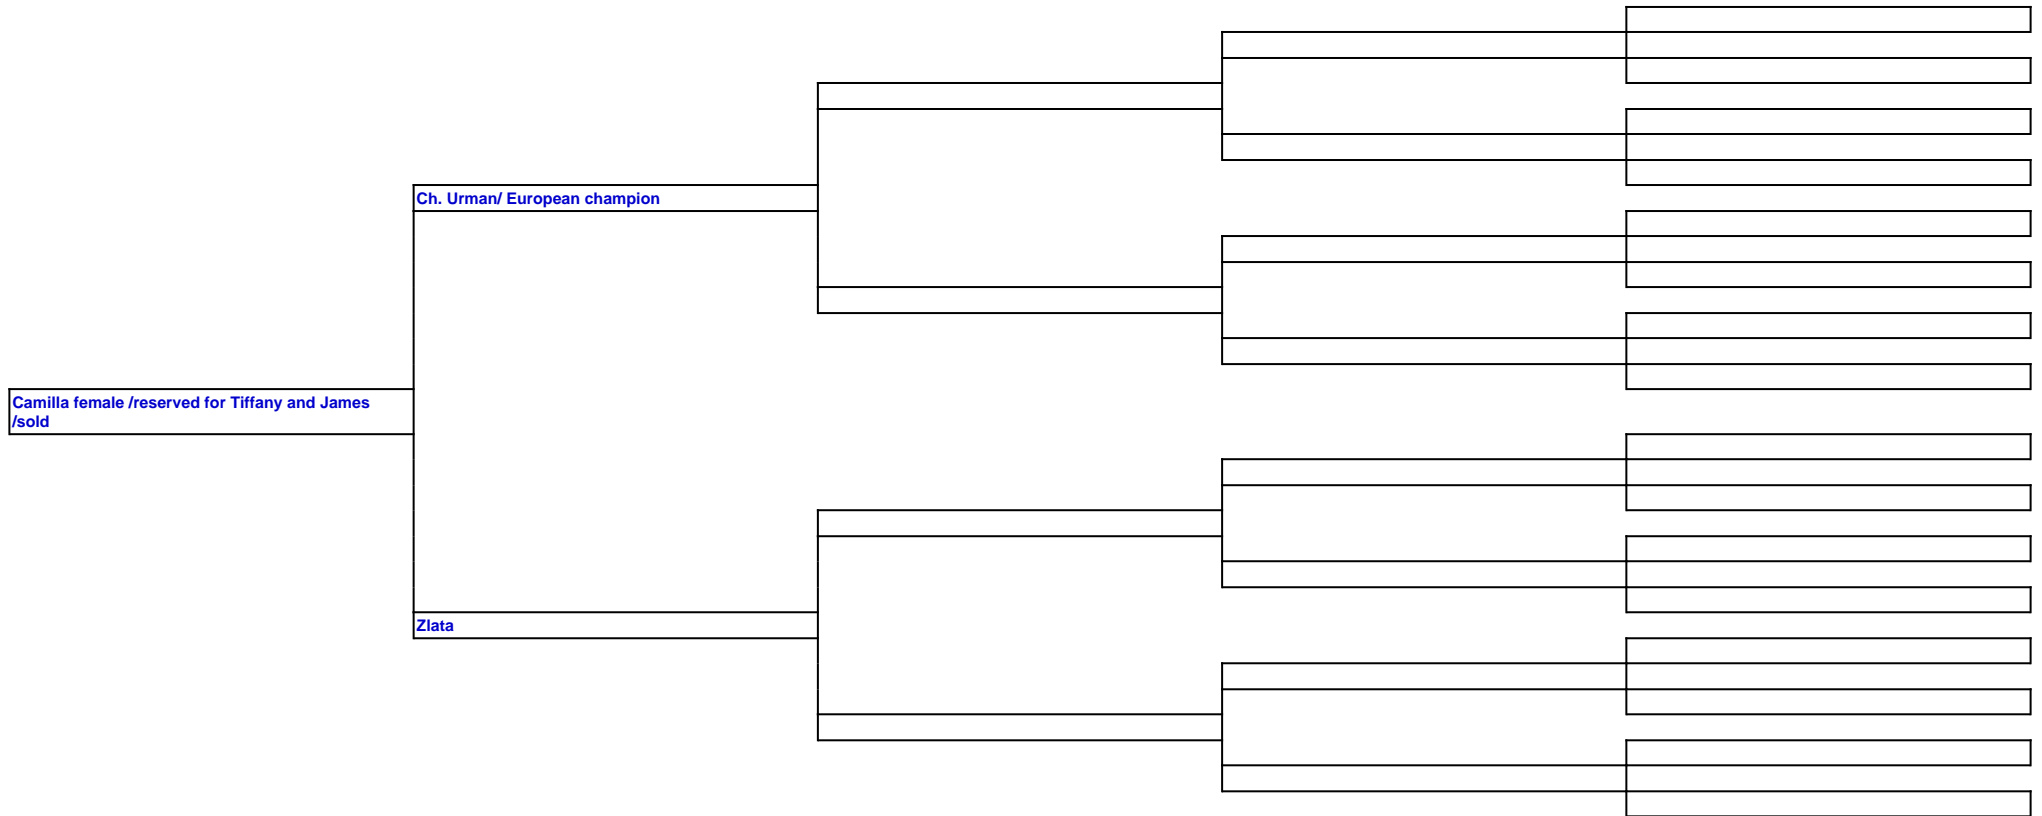 Ch. Urman/ European champion
Camilla female /reserved for Tiffany and James
/sold
Zlata